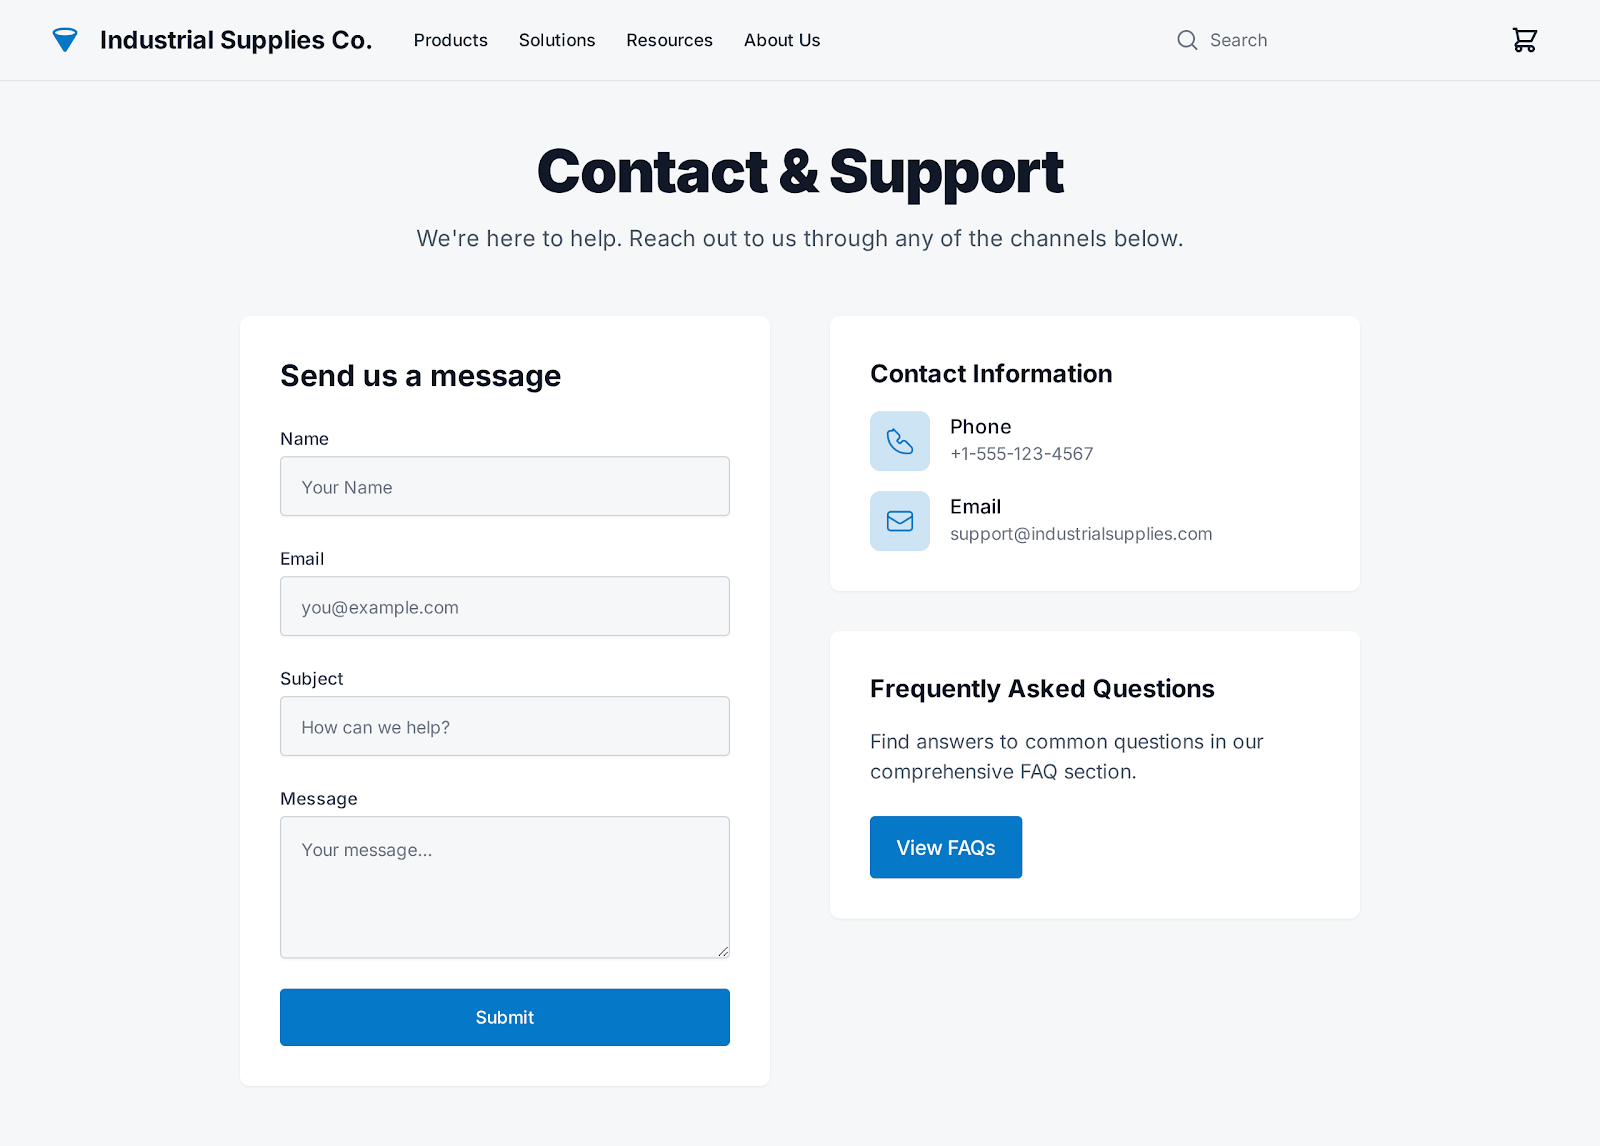 Industrial Supplies Co.
Products
Solutions
Resources
About Us
Search
Contact & Support
We're here to help. Reach out to us through any of the channels below.
Send us a message
Name
Your Name
Email
you@example.com
Subject
How can we help?
Message
Your message...
Submit
Contact Information
Phone
+1-555-123-4567
Email
support@industrialsupplies.com
Frequently Asked Questions
Find answers to common questions in our
comprehensive FAQ section.
View FAQs